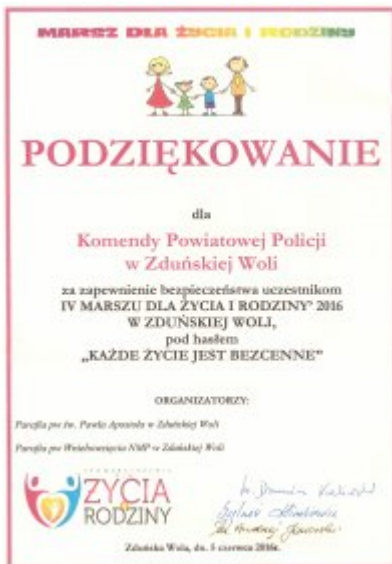 MARSZ DLA ŻYCIA I RODZINY
PODZIĘKOWANIE
dla
Komendy Powiatowej Policji
w Zduńskiej Woli
za zapewnienie bezpieczeństwa uczestnikom
IV MARSZU DLA ŻYCIA I RODZINY' 2016
W ZDUŃSKIEJ WOLI,
pod hasłem
„KAŻDE ŻYCIE JEST BEZCENNE”
ORGANIZATORZY:
Parafia pw św. Pawła Apostoła w Zduńskiej Woli
Parafia pw Wniebowzięcia NMP w Zduńskiej Woli
ŻYCIA
RODZINY
Zduńska Wola, dn. 5 czerwca 2016r.